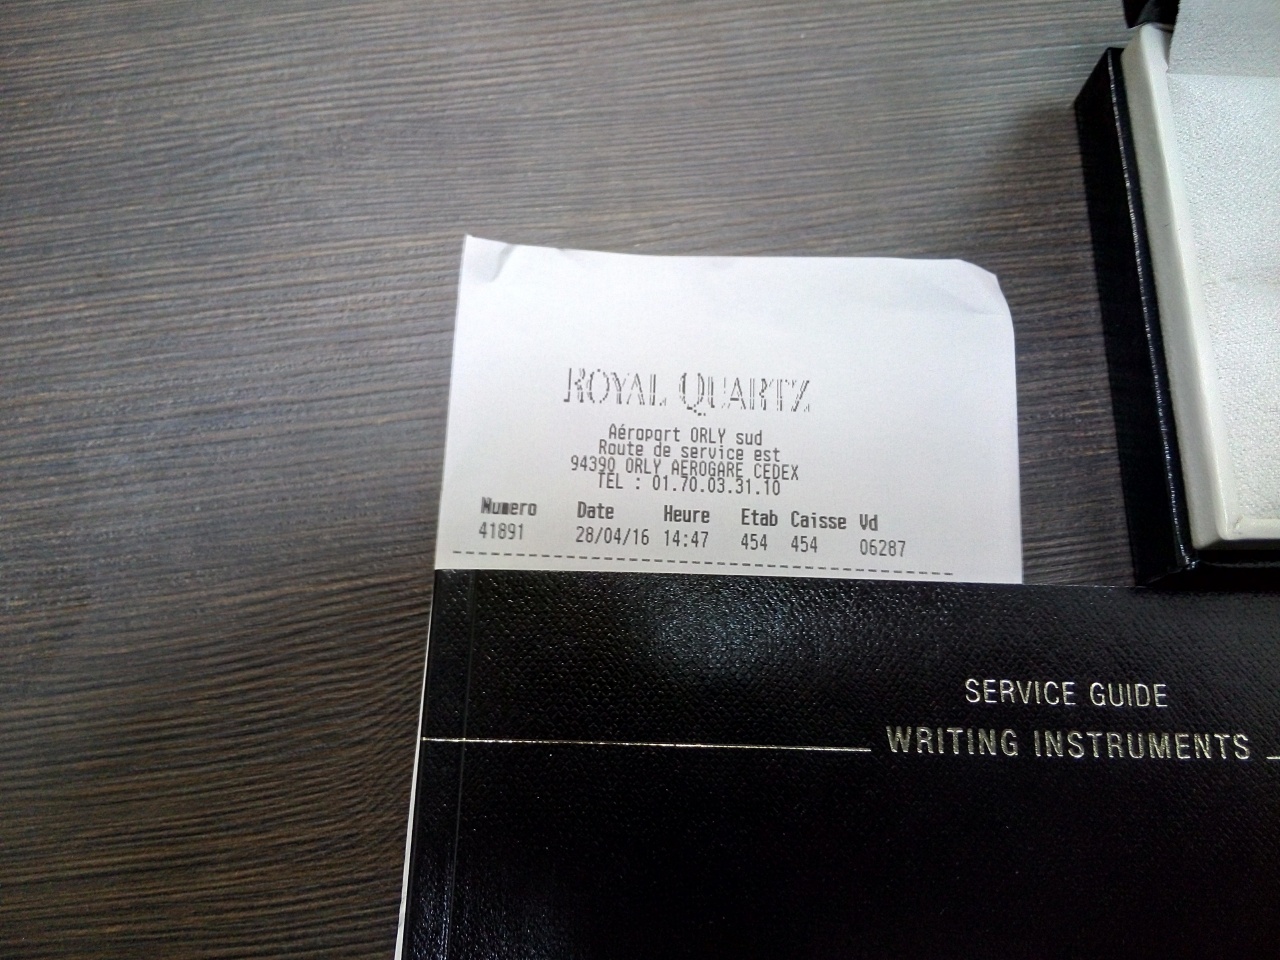 ROYAL QUARTZ
Aéroport ORLY sud
Route de service est
94390 ORLY AEROGARE CEDEX
TEL : 01.70.03.31.10
Numero Date Heure Etab Caisse Vd
41891 28/04/16 14:47 454 454 06287
SERVICE GUIDE
WRITING INSTRUMENTS